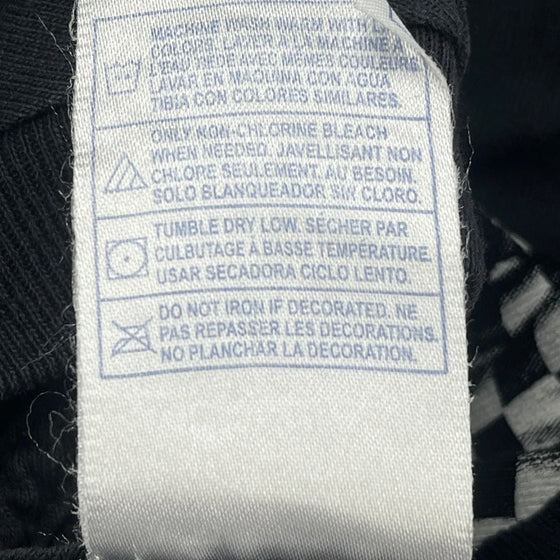 MACHINE WASH WARM WITH
COLORS. LAVER A LA MACHINE A
L'EAU TIEDE AVEC MÊMES COULEURS
LAVAR EN MAQUINA CON AGUA
TIBIA CON COLORES SIMILARES.
ONLY NON-CHLORINE BLEACH
WHEN NEEDED. JAVELLISANT NON
CHLORE SEULEMENT. AU BESOIN.
SOLO BLANQUEADOR SIN CLORO.
TUMBLE DRY LOW. SECHER PAR
CULBUTAGE A BASSE TEMPERATURE.
USAR SECADORA CICLO LENTO.
DO NOT IRON IF DECORATED. NE
PAS REPASSER LES DECORATIONS.
NO PLANCHAR LA DECORATION.